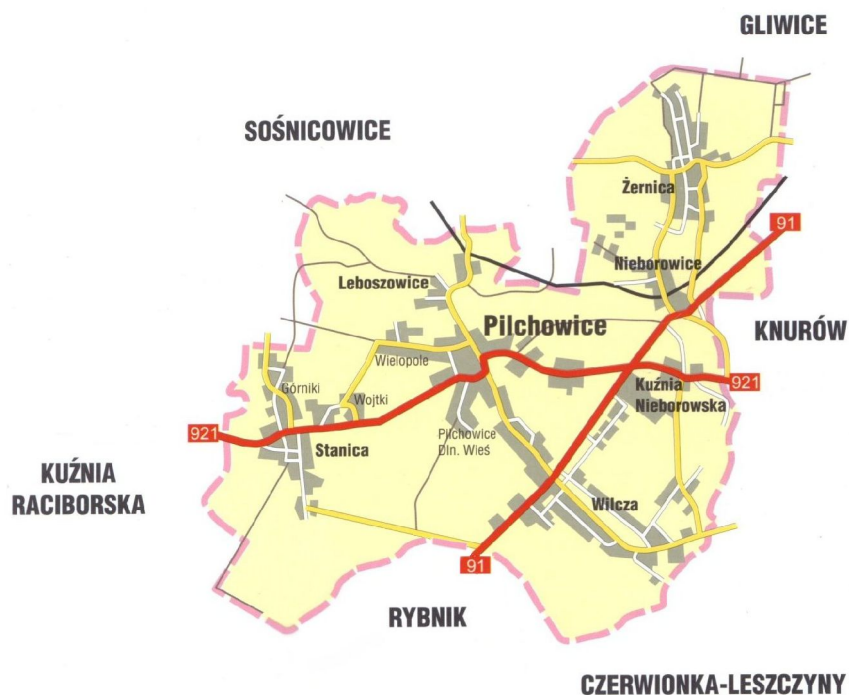 GLIWICE
SOŚNICOWICE
Żernica
91
Nieborowice
Leboszowice
Pilchowice
KNURÓW
Wielopole
Górniki
921
Kuźnia
Nieborowska
Wojtki
921
Pilchowice
Dln. Wieś
Stanica
KUŹNIA
RACIBORSKA
Wilcza
91
RYBNIK
CZERWIONKA-LESZCZYNY